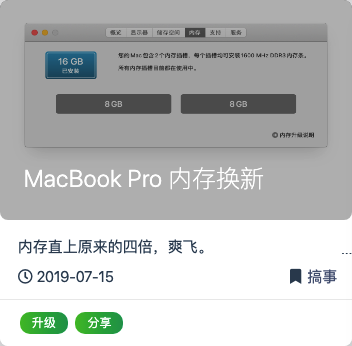 概览 显示器 储存空间 内存 支持 服务
16 GB
已安装
您的 Mac 包含 2 个内存插槽，每个插槽均可安装 1600 MHz DDR3 内存条。
所有内存插槽当前都在使用中。
8 GB 8 GB
内存升级说明
MacBook Pro 内存换新
内存直上原来的四倍，爽飞。
2019-07-15 搞事
升级 分享